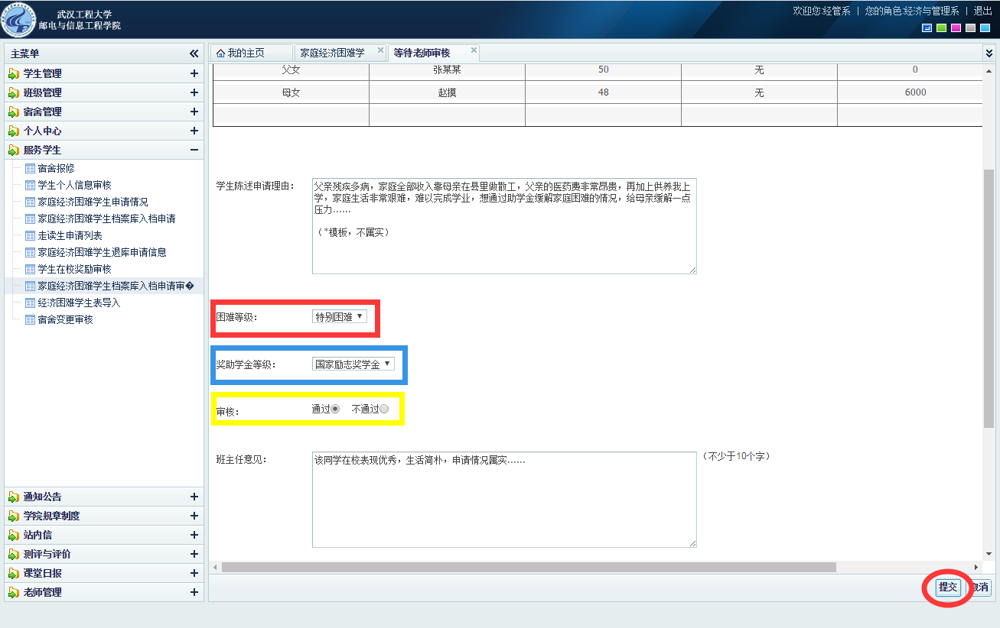 武汉工程大学
邮电与信息工程学院
欢迎您:经管系 | 您的角色:经济与管理系 | 退出
主菜单
学生管理
班级管理
宿舍管理
个人中心
服务学生
宿舍报修
学生个人信息审核
家庭经济困难学生申请情况
家庭经济困难学生档案库入档申请
走读生申请列表
家庭经济困难学生退库申请信息
学生在校奖励审核
家庭经济困难学生档案库入档申请审�
经济困难学生表导入
宿舍变更审核
通知公告
学院规章制度
站内信
测评与评价
课堂日报
老师管理
我的主页 家庭经济困难学 等待老师审核
父女 张某某 50 无 0
母女 赵摸 48 无 6000
学生陈述申请理由：
父亲残疾多病，家庭全部收入靠母亲在县里做散工，父亲的医药费非常昂贵，再加上供养我上
学，家庭生活非常艰难，难以完成学业，想通过助学金缓解家庭困难的情况，给母亲缓解一点
压力……
（*模板，不属实）
困难等级： 特别困难
奖助学金等级： 国家励志奖学金
审核： 通过 不通过
班主任意见： 该同学在校表现优秀，生活简朴，申请情况属实…… （不少于10个字）
提交 取消